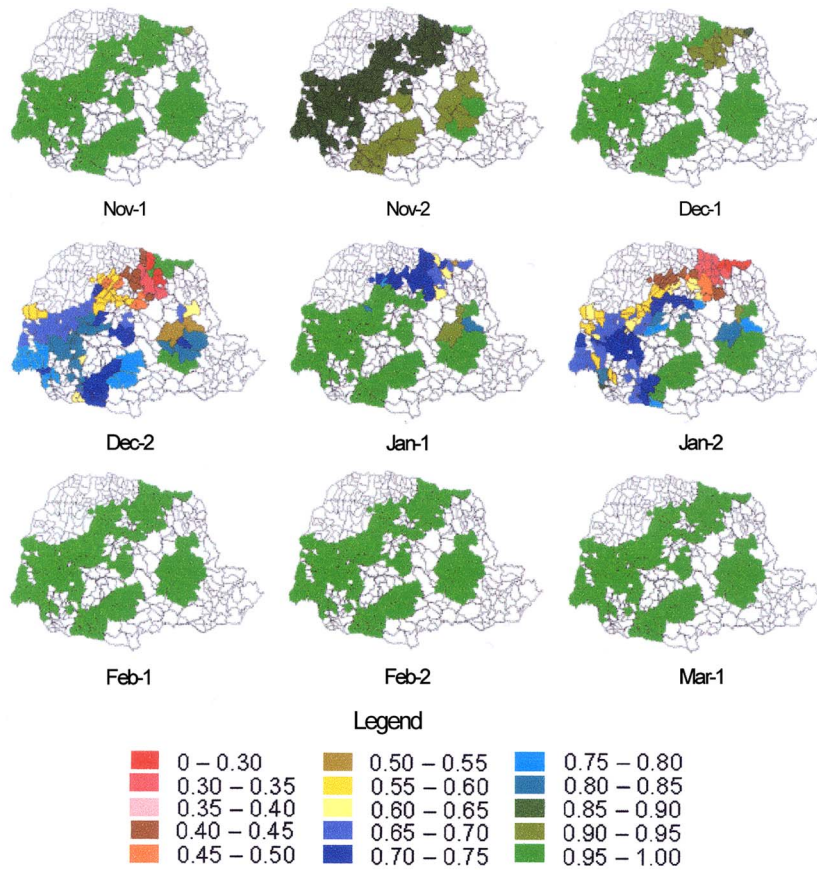 Nov-1 Nov-2 Dec-1
Dec-2 Jan-1 Jan-2
Feb-1 Feb-2 Mar-1
Legend
0 – 0.30 0.50 – 0.55 0.75 – 0.80
0.30 – 0.35 0.55 – 0.60 0.80 – 0.85
0.35 – 0.40 0.60 – 0.65 0.85 – 0.90
0.40 – 0.45 0.65 – 0.70 0.90 – 0.95
0.45 – 0.50 0.70 – 0.75 0.95 – 1.00